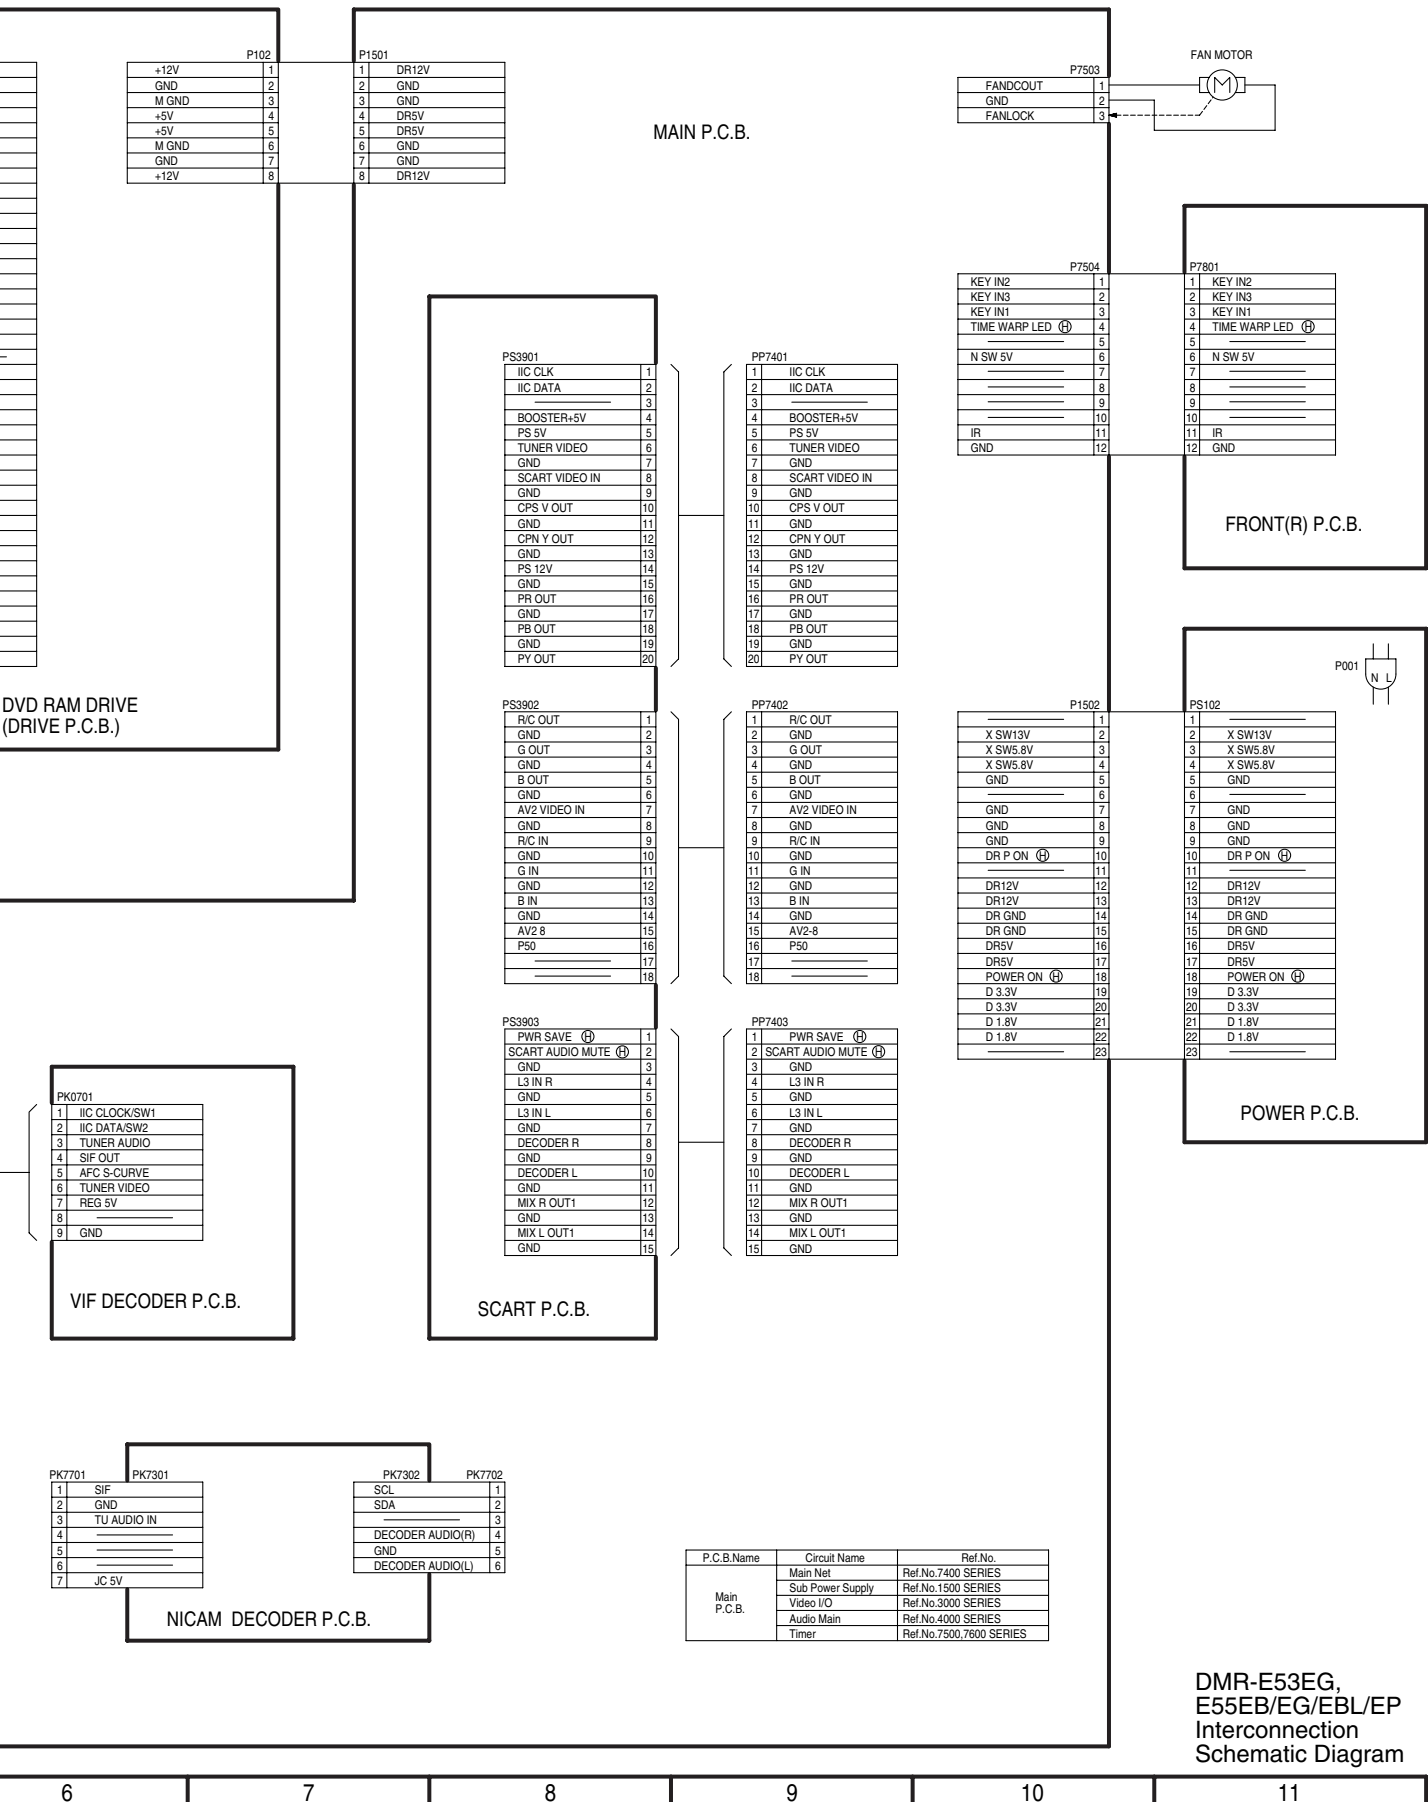 P102
+12V 1
GND 2
M GND 3
+5V 4
+5V 5
M GND 6
GND 7
+12V 8
P1501
1 DR12V
2 GND
3 GND
4 DR5V
5 DR5V
6 GND
7 GND
8 DR12V
MAIN P.C.B.
P7503
FANDCOUT 1
GND 2
FANLOCK 3
FAN MOTOR
M
P7504
KEY IN2 1
KEY IN3 2
KEY IN1 3
TIME WARP LED Ⓗ 4
5
N SW 5V 6
7
8
9
10
IR 11
GND 12
P7801
1 KEY IN2
2 KEY IN3
3 KEY IN1
4 TIME WARP LED Ⓗ
5
6 N SW 5V
7
8
9
10
11 IR
12 GND
FRONT(R) P.C.B.
PS3901
IIC CLK 1
IIC DATA 2
3
BOOSTER+5V 4
PS 5V 5
TUNER VIDEO 6
GND 7
SCART VIDEO IN 8
GND 9
CPS V OUT 10
GND 11
CPN Y OUT 12
GND 13
PS 12V 14
GND 15
PR OUT 16
GND 17
PB OUT 18
GND 19
PY OUT 20
PP7401
1 IIC CLK
2 IIC DATA
3
4 BOOSTER+5V
5 PS 5V
6 TUNER VIDEO
7 GND
8 SCART VIDEO IN
9 GND
10 CPS V OUT
11 GND
12 CPN Y OUT
13 GND
14 PS 12V
15 GND
16 PR OUT
17 GND
18 PB OUT
19 GND
20 PY OUT
DVD RAM DRIVE
(DRIVE P.C.B.)
PS3902
R/C OUT 1
GND 2
G OUT 3
GND 4
B OUT 5
GND 6
AV2 VIDEO IN 7
GND 8
R/C IN 9
GND 10
G IN 11
GND 12
B IN 13
GND 14
AV2 8 15
P50 16
17
18
PP7402
1 R/C OUT
2 GND
3 G OUT
4 GND
5 B OUT
6 GND
7 AV2 VIDEO IN
8 GND
9 R/C IN
10 GND
11 G IN
12 GND
13 B IN
14 GND
15 AV2-8
16 P50
17
18
P001
N L
P1502
1
X SW13V 2
X SW5.8V 3
X SW5.8V 4
GND 5
6
GND 7
GND 8
GND 9
DR P ON Ⓗ 10
11
DR12V 12
DR12V 13
DR GND 14
DR GND 15
DR5V 16
DR5V 17
POWER ON Ⓗ 18
D 3.3V 19
D 3.3V 20
D 1.8V 21
D 1.8V 22
23
PS102
1
2 X SW13V
3 X SW5.8V
4 X SW5.8V
5 GND
6
7 GND
8 GND
9 GND
10 DR P ON Ⓗ
11
12 DR12V
13 DR12V
14 DR GND
15 DR GND
16 DR5V
17 DR5V
18 POWER ON Ⓗ
19 D 3.3V
20 D 3.3V
21 D 1.8V
22 D 1.8V
23
POWER P.C.B.
PS3903
PWR SAVE Ⓗ 1
SCART AUDIO MUTE Ⓗ 2
GND 3
L3 IN R 4
GND 5
L3 IN L 6
GND 7
DECODER R 8
GND 9
DECODER L 10
GND 11
MIX R OUT1 12
GND 13
MIX L OUT1 14
GND 15
PP7403
1 PWR SAVE Ⓗ
2 SCART AUDIO MUTE Ⓗ
3 GND
4 L3 IN R
5 GND
6 L3 IN L
7 GND
8 DECODER R
9 GND
10 DECODER L
11 GND
12 MIX R OUT1
13 GND
14 MIX L OUT1
15 GND
SCART P.C.B.
PK0701
1 IIC CLOCK/SW1
2 IIC DATA/SW2
3 TUNER AUDIO
4 SIF OUT
5 AFC S-CURVE
6 TUNER VIDEO
7 REG 5V
8
9 GND
VIF DECODER P.C.B.
PK7701 PK7301
1 SIF
2 GND
3 TU AUDIO IN
4
5
6
7 JC 5V
PK7302 PK7702
SCL 1
SDA 2
3
DECODER AUDIO(R) 4
GND 5
DECODER AUDIO(L) 6
NICAM DECODER P.C.B.
P.C.B.Name Circuit Name Ref.No.
Main P.C.B.
Main Net Ref.No.7400 SERIES
Sub Power Supply Ref.No.1500 SERIES
Video I/O Ref.No.3000 SERIES
Audio Main Ref.No.4000 SERIES
Timer Ref.No.7500,7600 SERIES
DMR-E53EG,
E55EB/EG/EBL/EP
Interconnection
Schematic Diagram
6 7 8 9 10 11